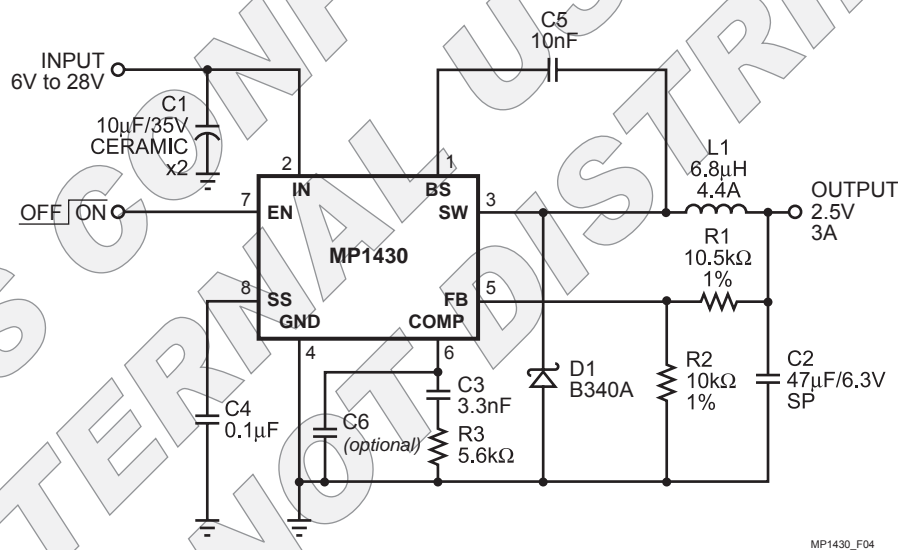 C5
10nF
INPUT
6V to 28V
C1
10µF/35V
CERAMIC
x2
2
1
IN
BS
L1
6.8µH
4.4A
OUTPUT
2.5V
3A
OFF ON
7
EN
SW
3
MP1430
R1
10.5kΩ
1%
8
SS
FB
5
GND
COMP
4
6
C4
0.1µF
C6
(optional)
C3
3.3nF
R3
5.6kΩ
D1
B340A
R2
10kΩ
1%
C2
47µF/6.3V
SP
MP1430_F04